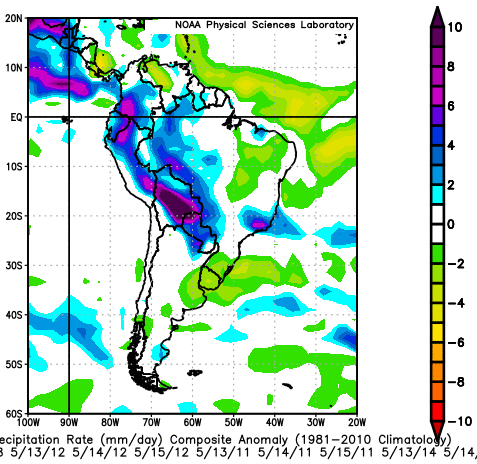 NOAA Physical Sciences Laboratory
20N
10N
EQ
10S
20S
30S
40S
50S
60S
100W 90W 80W 70W 60W 50W 40W 30W 20W
10
8
6
4
2
0
-2
-4
-6
-8
-10
ecipitation Rate (mm/day) Composite Anomaly (1981-2010 Climatology)
5/13/12 5/14/12 5/15/12 5/13/11 5/14/11 5/15/11 5/13/14 5/14/